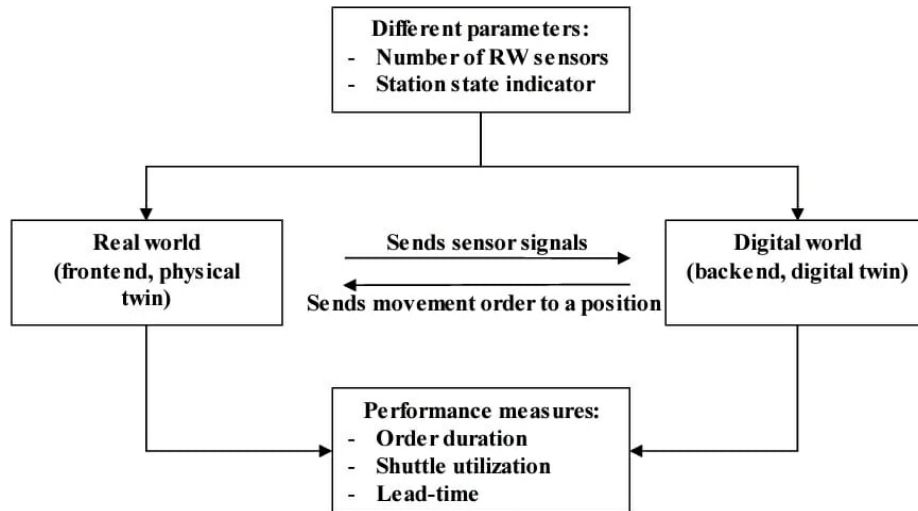 Different parameters:
- Number of RW sensors
- Station state indicator
Real world
(frontend, physical
twin)
Sends sensor signals
Sends movement order to a position
Digital world
(backend, digital twin)
Performance measures:
- Order duration
- Shuttle utilization
- Lead-time